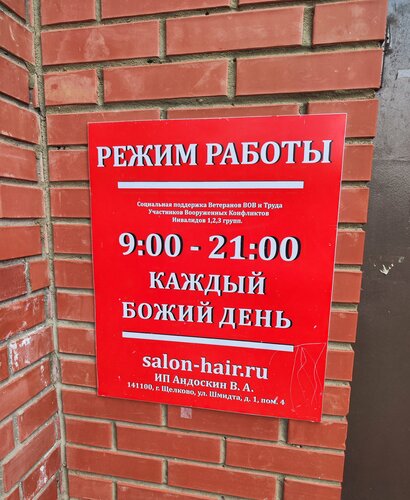 РЕЖИМ РАБОТЫ
Социальная поддержка Ветеранов ВОВ и Труда
Участников Вооруженных Конфликтов
Инвалидов 1,2,3 групп.
9:00 - 21:00
КАЖДЫЙ
БОЖИЙ ДЕНЬ
salon-hair.ru
ИП Андоскин В. А.
141100, г. Щелково, ул. Шмидта, д. 1, пом. 4